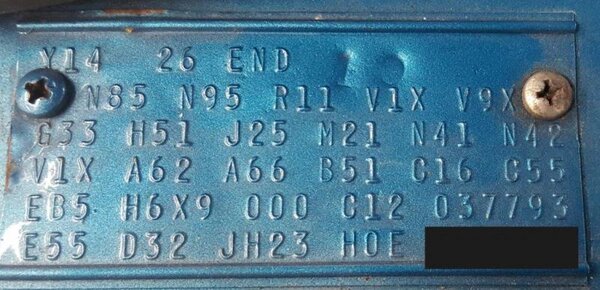 Y14 26 END
N85 N95 R11 V1X V9X
G33 H51 J25 M21 N41 N42
V1X A62 A66 B51 C16 C55
EB5 H6X9 000 C12 037793
E55 D32 JH23 H0E